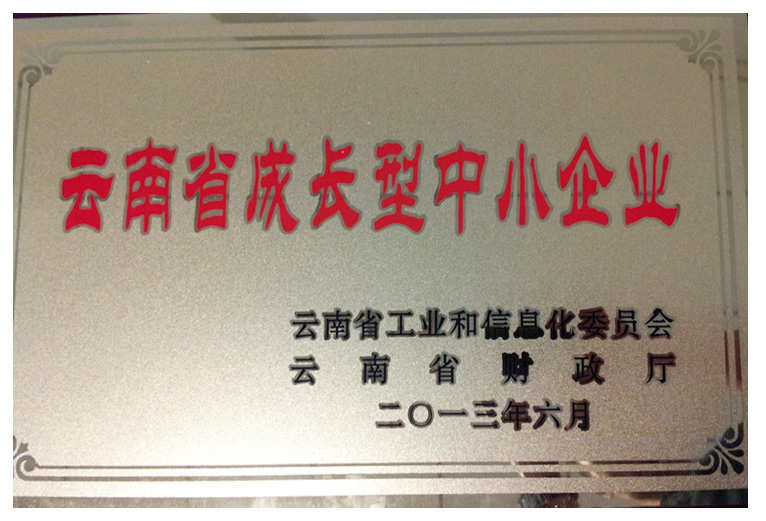 云南省成长型中小企业
云南省工业和信息化委员会
云南省财政厅
二〇一三年六月